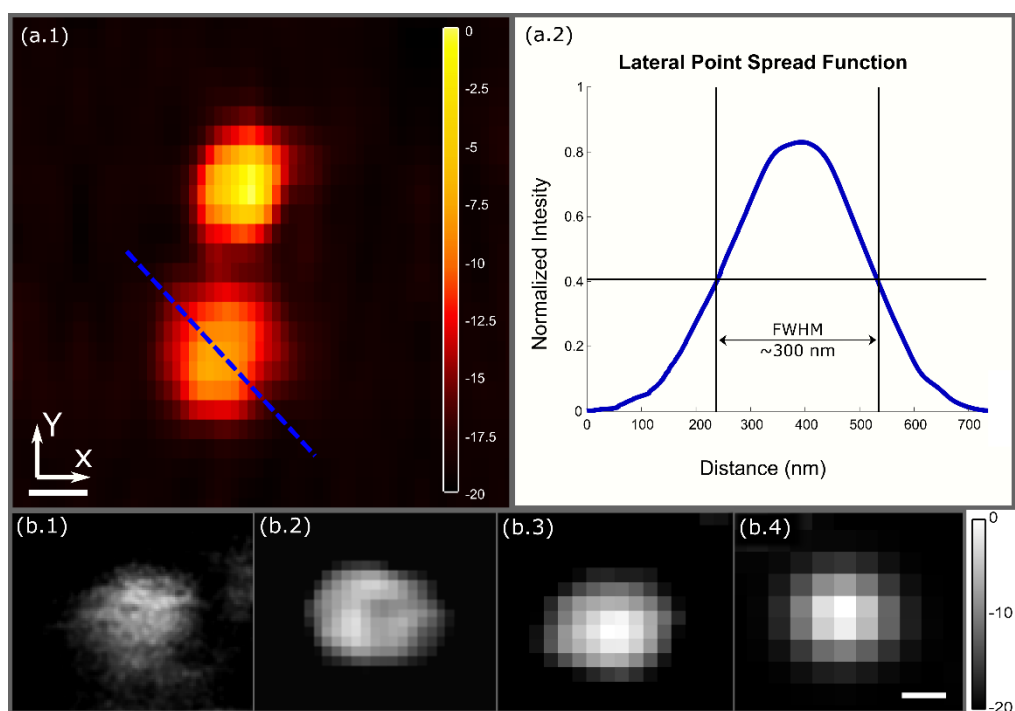 (a.1)
0
-2.5
-5
-7.5
-10
-12.5
-15
-17.5
-20
Y
X
(a.2)
Lateral Point Spread Function
Normalized Intesity
1
0.8
0.6
0.4
0.2
0
FWHM
~300 nm
0 100 200 300 400 500 600 700
Distance (nm)
(b.1)
(b.2)
(b.3)
(b.4)
0
-10
-20